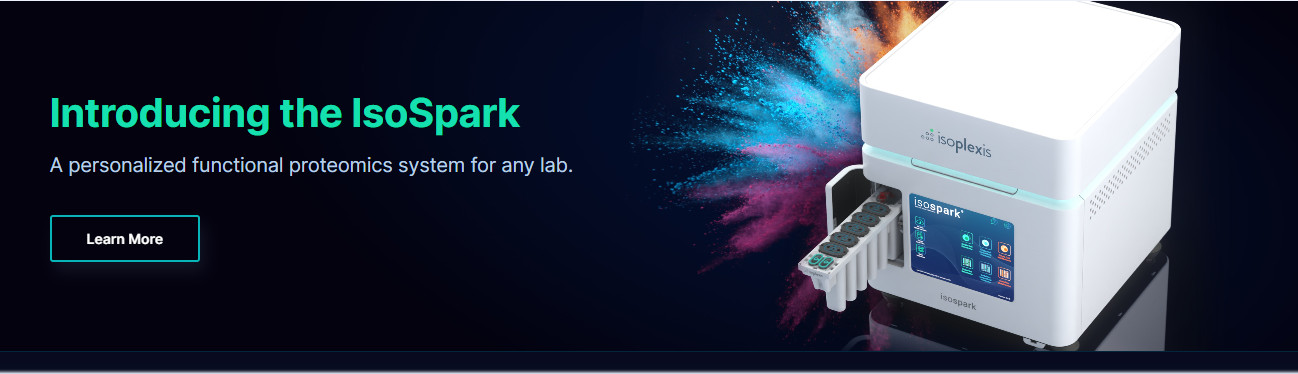 Introducing the IsoSpark
A personalized functional proteomics system for any lab.
Learn More
isoplexis
isospark
isospark